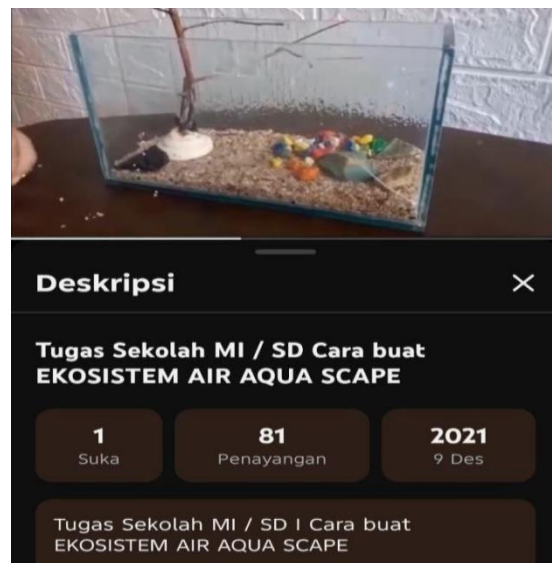 Deskripsi
Tugas Sekolah MI / SD Cara buat
EKOSISTEM AIR AQUA SCAPE
1
Suka
81
Penayangan
2021
9 Des
Tugas Sekolah MI / SD I Cara buat
EKOSISTEM AIR AQUA SCAPE